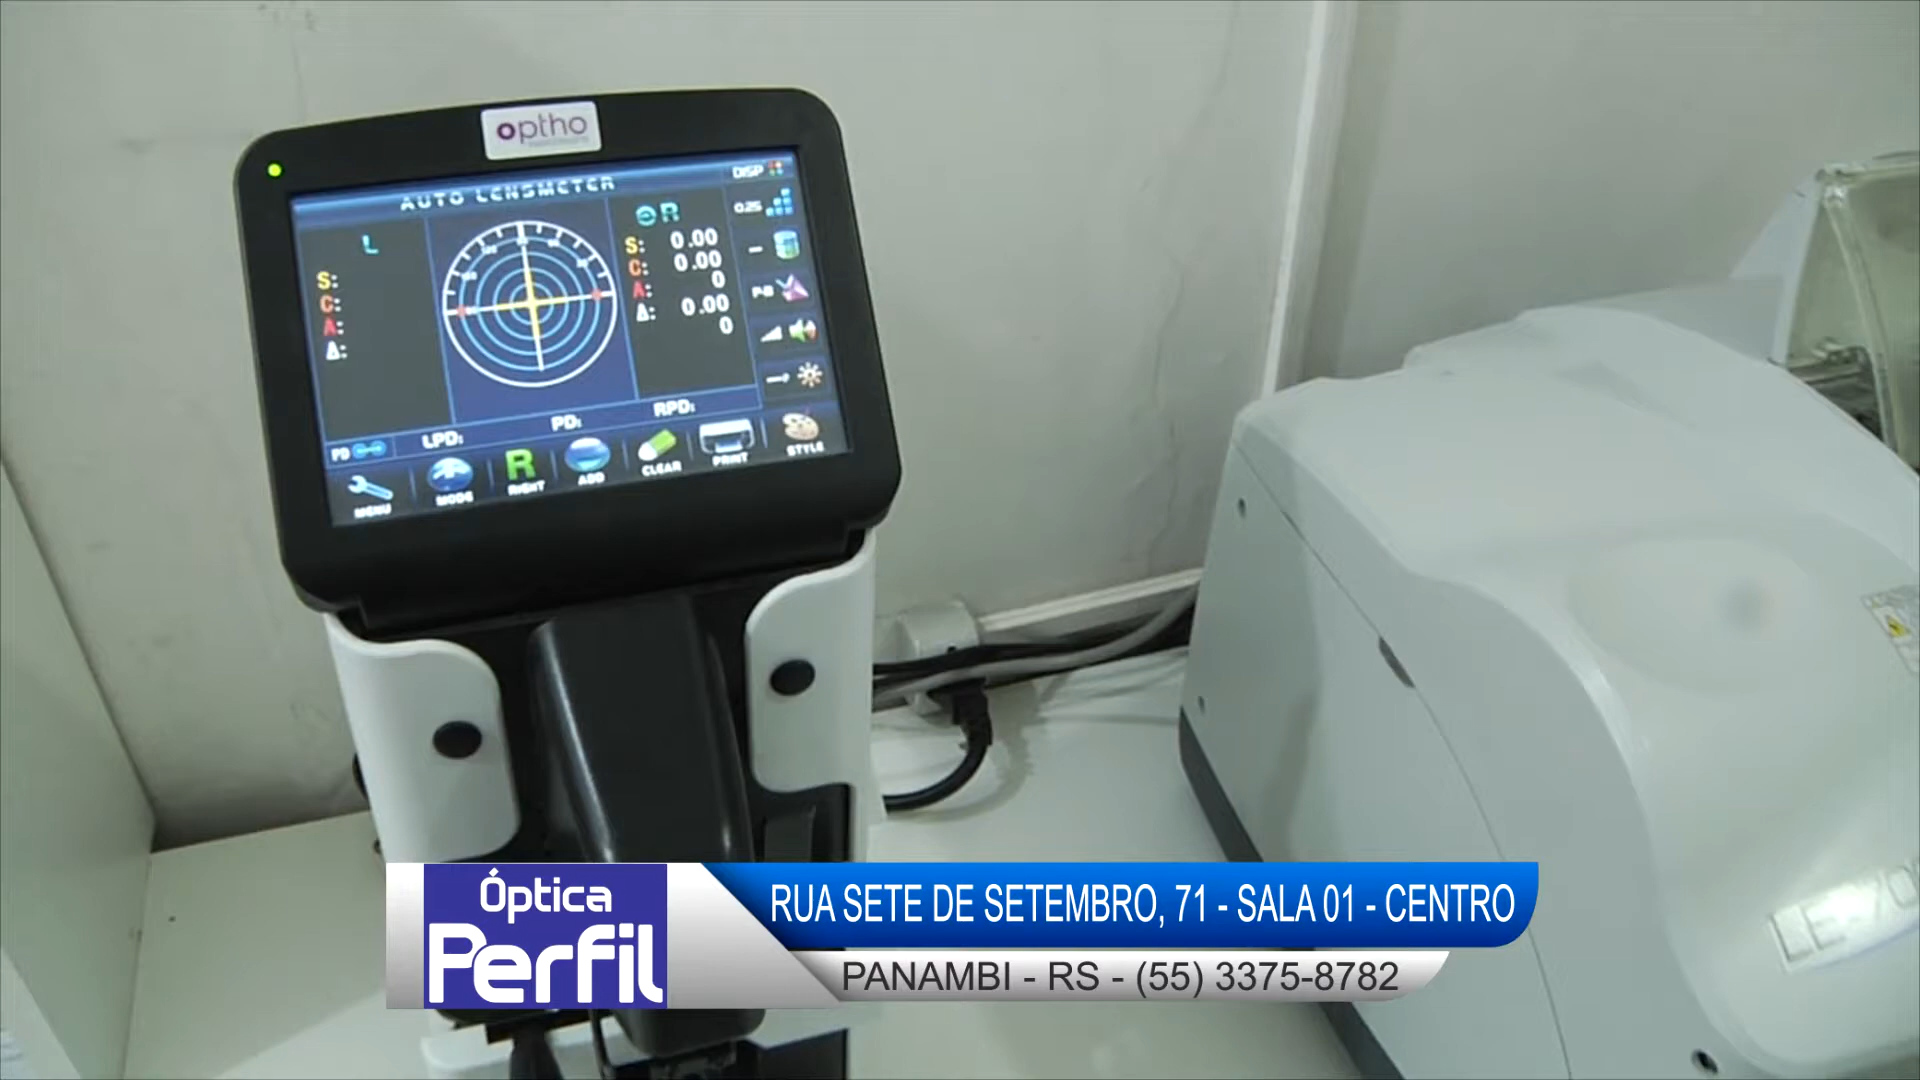 optho
AUTO LENSMETER
DISP
L
R
0.25
S:
C:
A:
Δ:
S: 0.00
C: 0.00
A: 0
Δ: 0.00
0
P-B
LPD:
PD:
RPD:
PD
MENU
MODE
R
RIGHT
ADD
CLEAR
PRINT
STYLE
Óptica
Perfil
RUA SETE DE SETEMBRO, 71 - SALA 01 - CENTRO
PANAMBI - RS - (55) 3375-8782